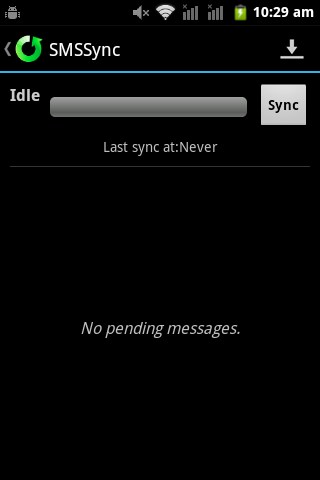 10:29 am
SMSSync
Idle
Sync
Last sync at:Never
No pending messages.